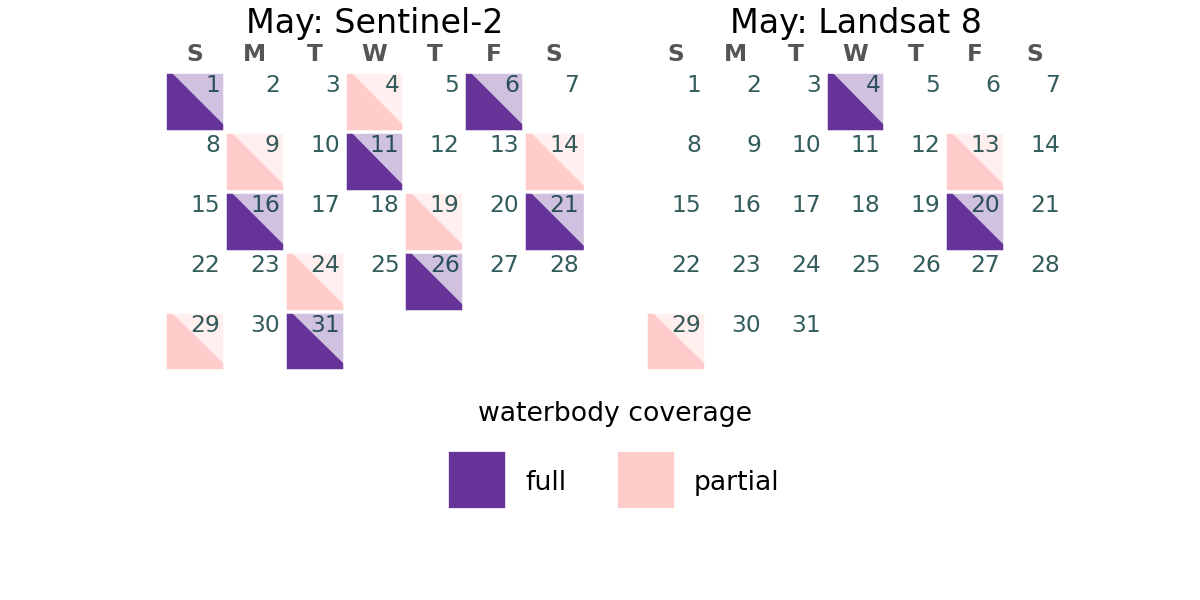 May: Sentinel-2
S M T W T F S
1 2 3 4 5 6 7
8 9 10 11 12 13 14
15 16 17 18 19 20 21
22 23 24 25 26 27 28
29 30 31
May: Landsat 8
S M T W T F S
1 2 3 4 5 6 7
8 9 10 11 12 13 14
15 16 17 18 19 20 21
22 23 24 25 26 27 28
29 30 31
waterbody coverage
full partial